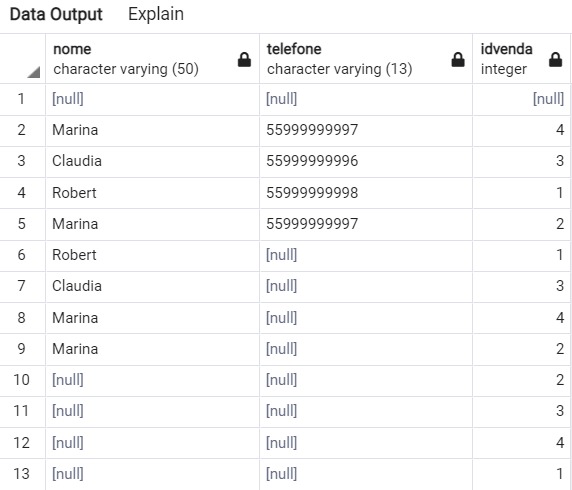 Data Output Explain
nome telefone idvenda
character varying (50) character varying (13) integer
1 [null] [null] [null]
2 Marina 55999999997 4
3 Claudia 55999999996 3
4 Robert 55999999998 1
5 Marina 55999999997 2
6 Robert [null] 1
7 Claudia [null] 3
8 Marina [null] 4
9 Marina [null] 2
10 [null] [null] 2
11 [null] [null] 3
12 [null] [null] 4
13 [null] [null] 1